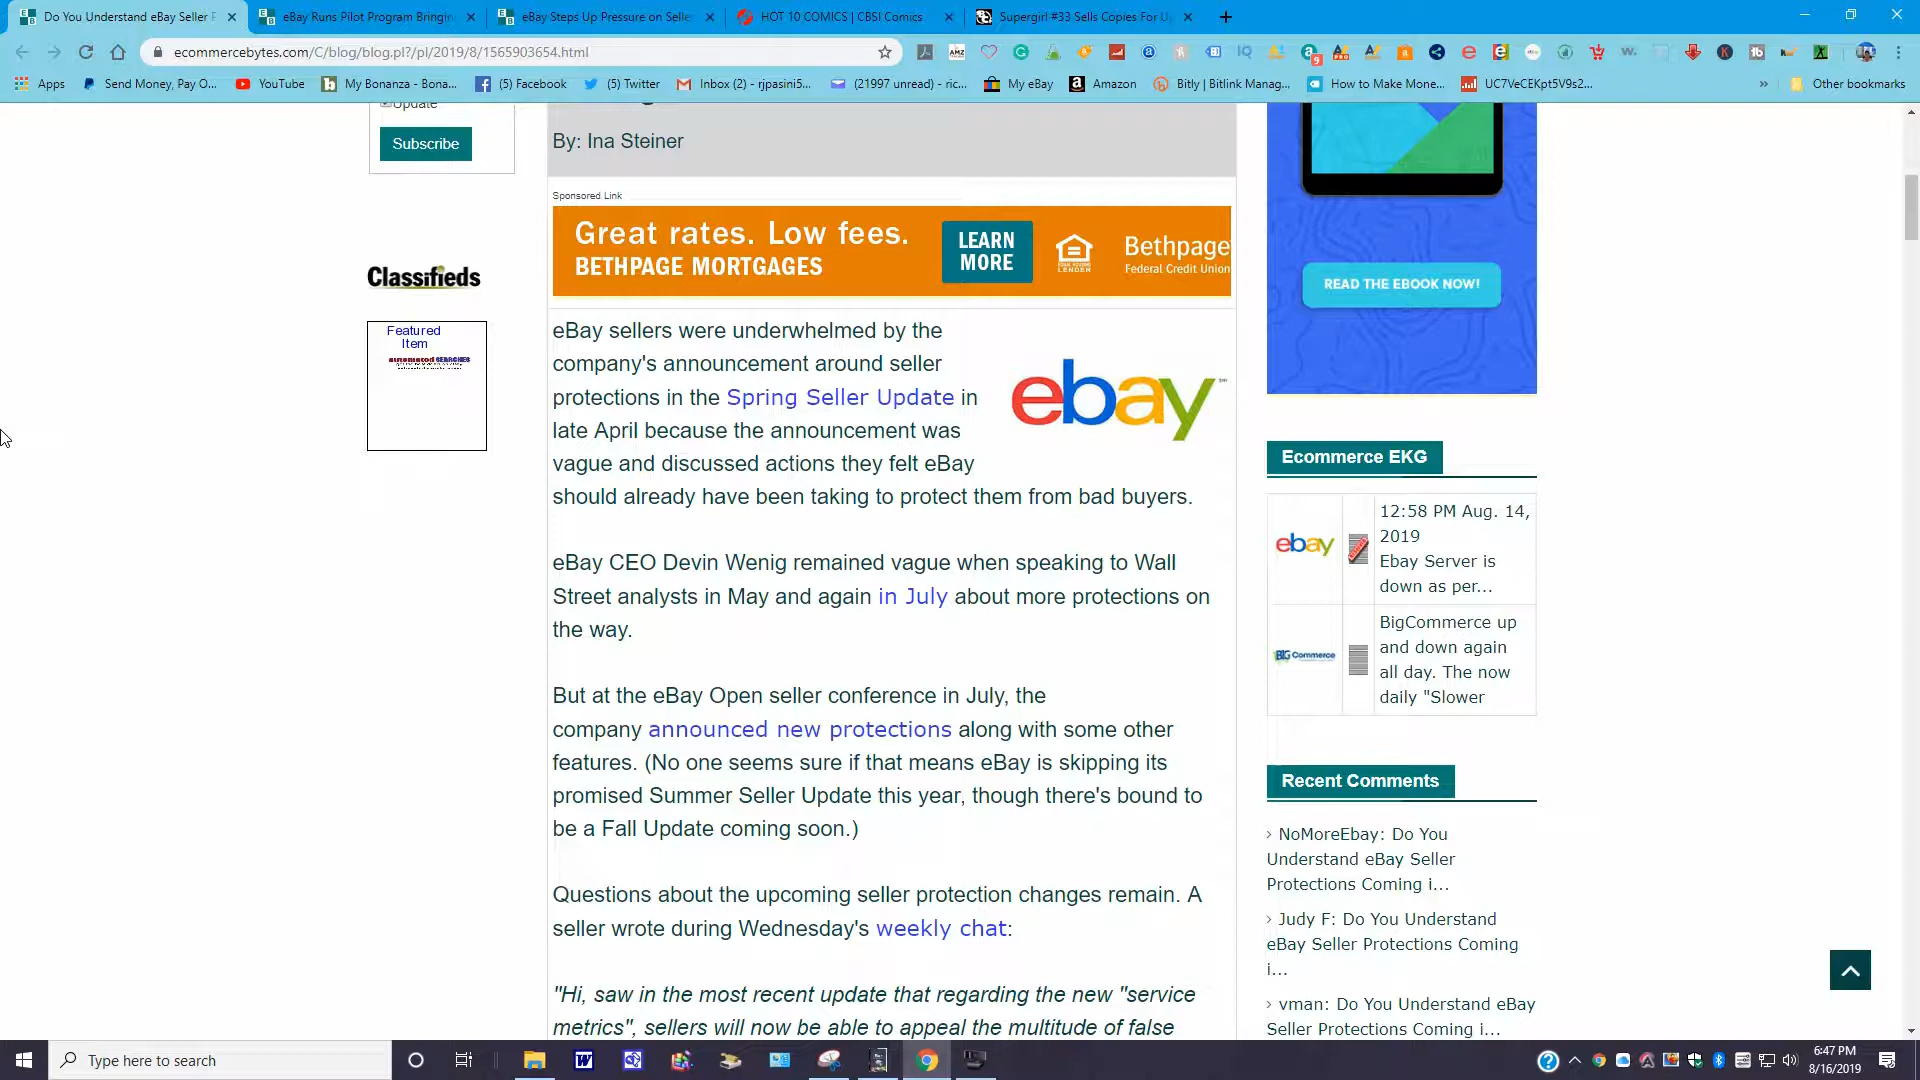 Do You Understand eBay Seller P
eBay Runs Pilot Program Bringin
eBay Steps Up Pressure on Selle
HOT 10 COMICS | CBSI Comics
Supergirl #33 Sells Copies For U
ecommercebytes.com/C/blog/blog.pl?/pl/2019/8/1565903654.html
Apps
Send Money, Pay O...
YouTube
My Bonanza - Bona...
(5) Facebook
(5) Twitter
Inbox (2) - rjpasini5...
(21997 unread) - ric...
My eBay
Amazon
Bitly | Bitlink Manag...
How to Make Mone...
UC7VeCEKpt5V9s2...
»
Other bookmarks
Update
Subscribe
Classifieds
Featured
Item
automated SEARCHES
By: Ina Steiner
Sponsored Link
Great rates. Low fees.
BETHPAGE MORTGAGES
LEARN
MORE
Bethpage
Federal Credit Union
eBay sellers were underwhelmed by the
company's announcement around seller
protections in the Spring Seller Update in
late April because the announcement was
vague and discussed actions they felt eBay
should already have been taking to protect them from bad buyers.
ebay
eBay CEO Devin Wenig remained vague when speaking to Wall
Street analysts in May and again in July about more protections on
the way.
But at the eBay Open seller conference in July, the
company announced new protections along with some other
features. (No one seems sure if that means eBay is skipping its
promised Summer Seller Update this year, though there's bound to
be a Fall Update coming soon.)
Questions about the upcoming seller protection changes remain. A
seller wrote during Wednesday's weekly chat:
"Hi, saw in the most recent update that regarding the new "service
metrics", sellers will now be able to appeal the multitude of false
READ THE EBOOK NOW!
Ecommerce EKG
ebay
12:58 PM Aug. 14,
2019
Ebay Server is
down as per...
BIG Commerce
BigCommerce up
and down again
all day. The now
daily "Slower
Recent Comments
› NoMoreEbay: Do You
Understand eBay Seller
Protections Coming i...
› Judy F: Do You Understand
eBay Seller Protections Coming
i...
› vman: Do You Understand eBay
Seller Protections Coming i...
Type here to search
6:47 PM
8/16/2019